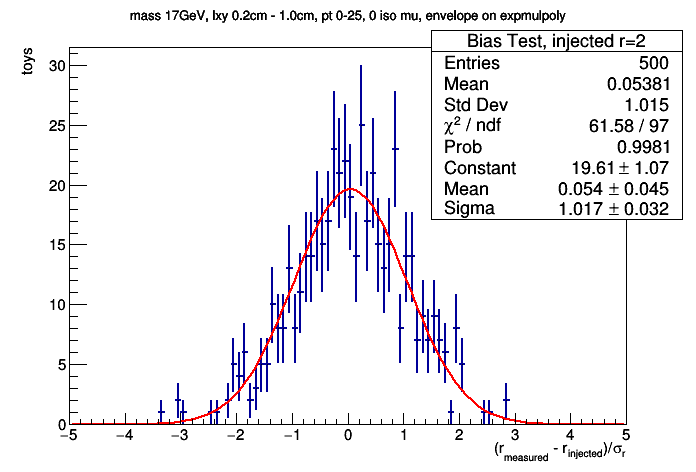 mass 17GeV, lxy 0.2cm - 1.0cm, pt 0-25, 0 iso mu, envelope on expmulpoly
toys
Bias Test, injected r=2
Entries 500
Mean 0.05381
Std Dev 1.015
χ² / ndf 61.58 / 97
Prob 0.9981
Constant 19.61 ± 1.07
Mean 0.054 ± 0.045
Sigma 1.017 ± 0.032
30
25
20
15
10
5
0
−5 −4 −3 −2 −1 0 1 2 3 4 5
(r_measured - r_injected)/σ_r